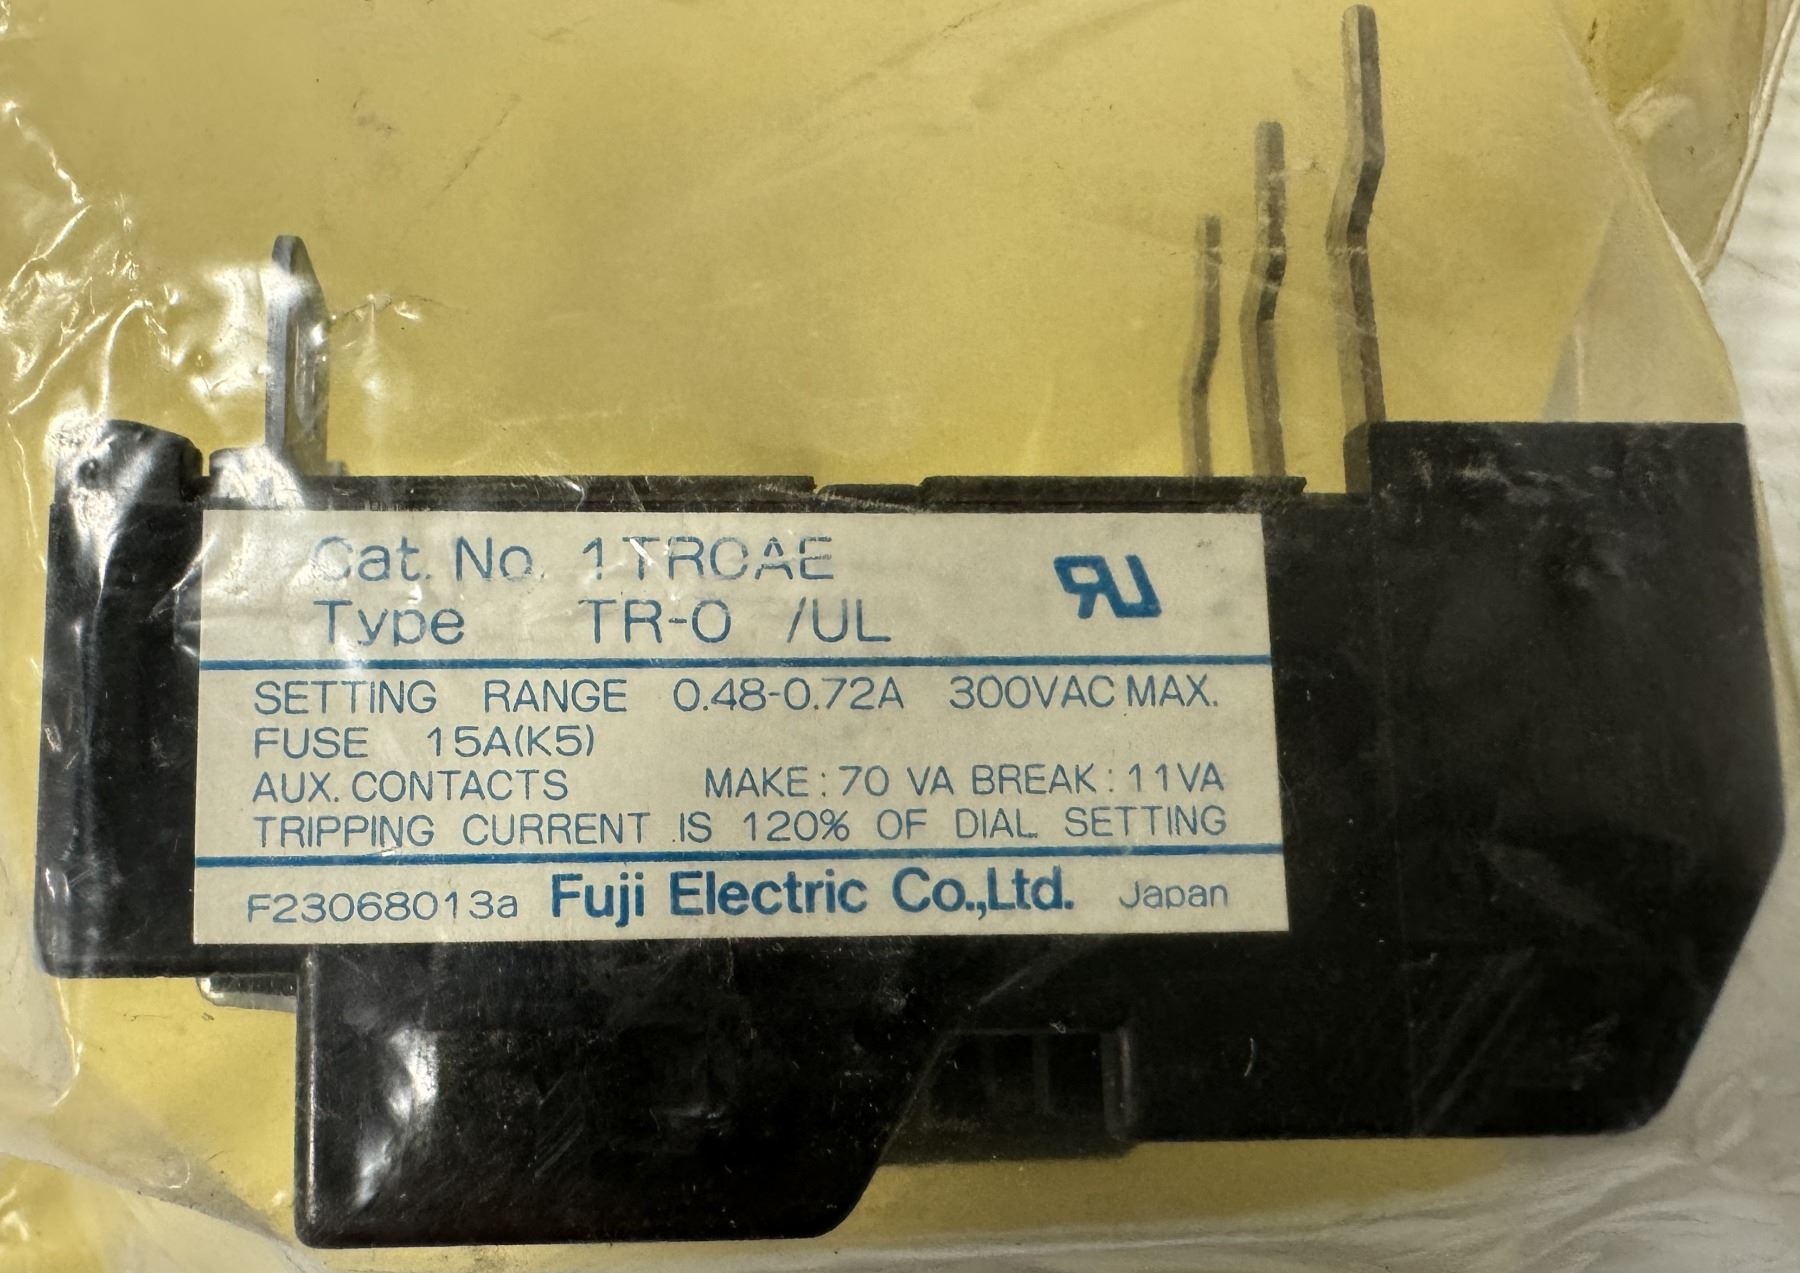 Cat. No. 1TR0AE
Type TR-0 /UL
RU
SETTING RANGE 0.48-0.72A 300VAC MAX.
FUSE 15A(K5)
AUX. CONTACTS MAKE: 70 VA BREAK: 11VA
TRIPPING CURRENT IS 120% OF DIAL SETTING
F23068013a Fuji Electric Co.,Ltd. Japan